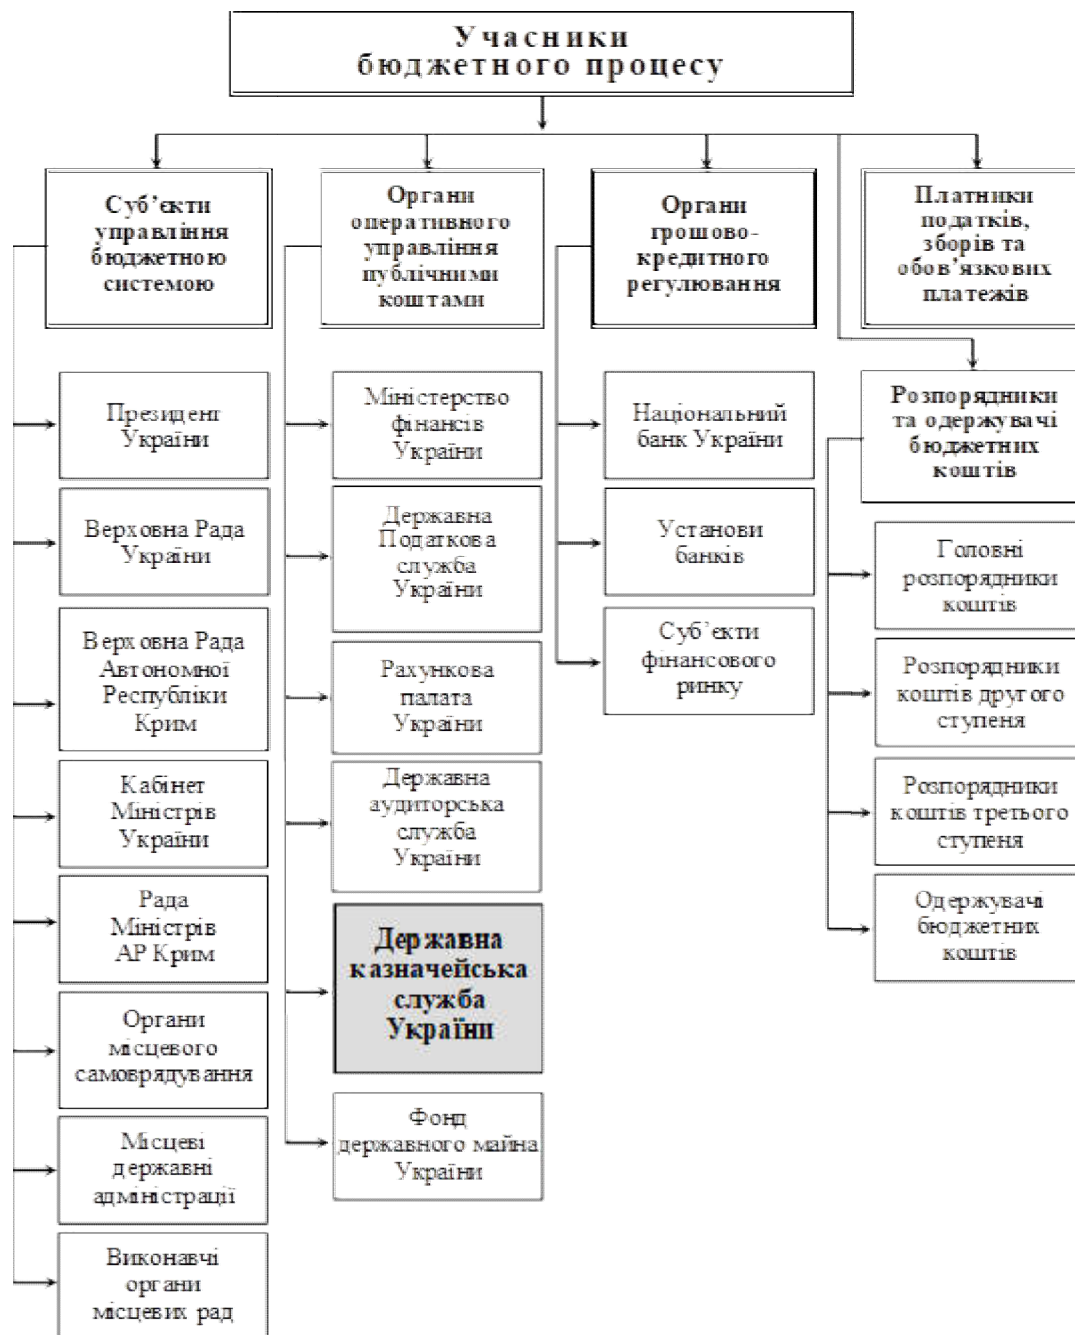 Учасники
бюджетного процесу
Суб’єкти
управління
бюджетною
системою
Органи
оперативного
управління
публічними
коштами
Органи
грошово-
кредитного
регулювання
Платники
податків,
зборів та
обов’язкових
платежів
Президент
України
Верховна Рада
України
Верховна Рада
Автономної
Республіки
Крим
Кабінет
Міністрів
України
Рада
Міністрів
АР Крим
Органи
місцевого
самоврядування
Місцеві
державні
адміністрації
Виконавчі
органи
місцевих рад
Міністерство
фінансів
України
Державна
Податкова
служба
України
Рахункова
палата
України
Державна
аудиторська
служба
України
Державна
казначейська
служба
України
Фонд
державного майна
України
Національний
банк України
Установи
банків
Суб’єкти
фінансового
ринку
Розпорядники
та одержувачі
бюджетних
коштів
Головні
розпорядники
коштів
Розпорядники
коштів другого
ступеня
Розпорядники
коштів третього
ступеня
Одержувачі
бюджетних
коштів